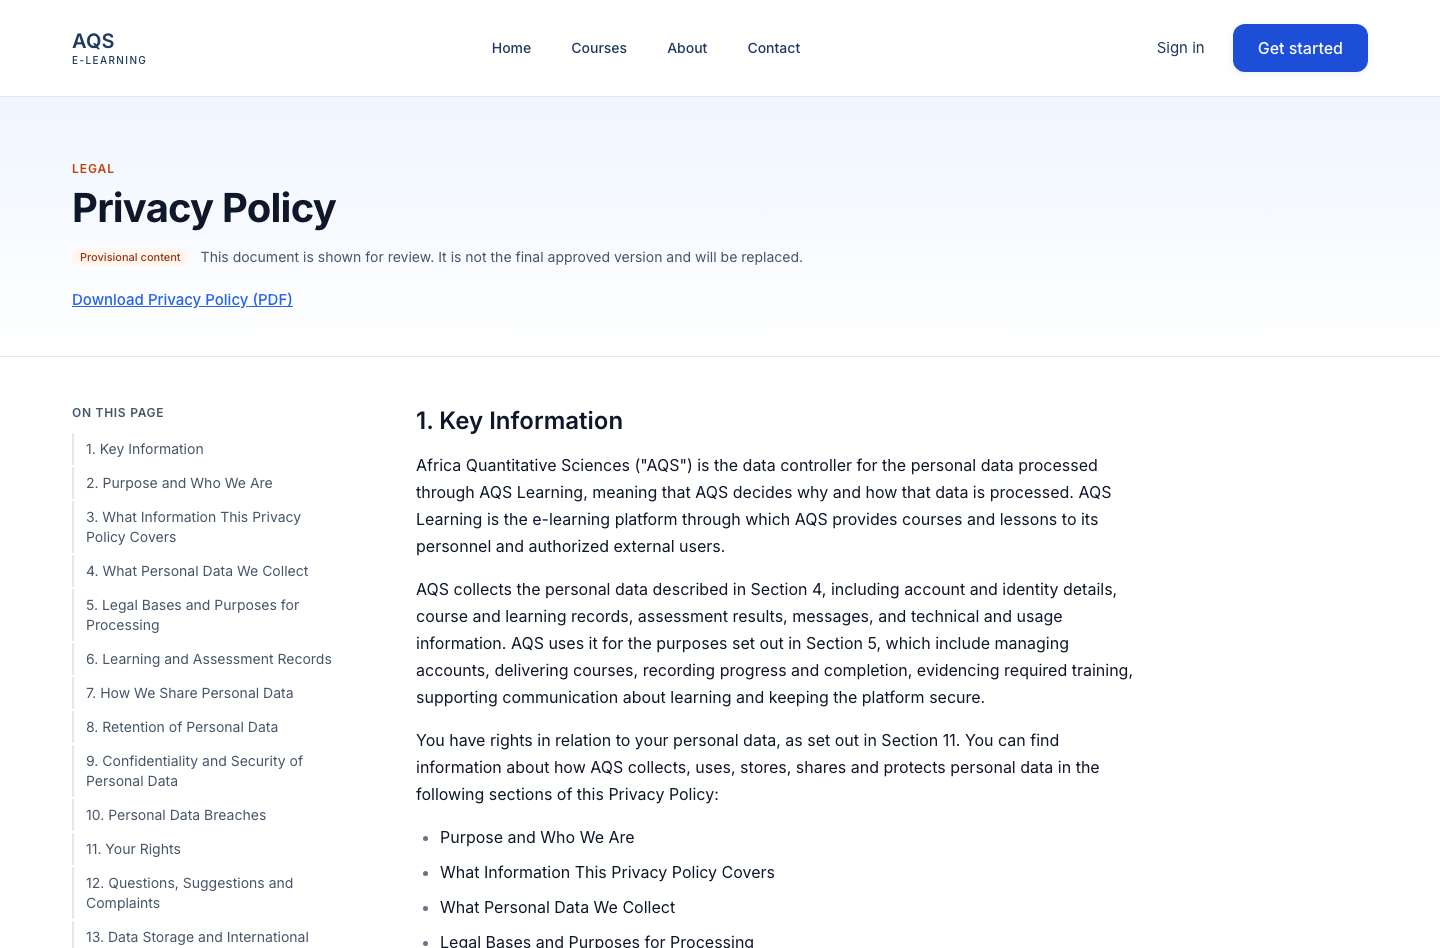 AQS
E-LEARNING
Home
Courses
About
Contact
Sign in
Get started
LEGAL
Privacy Policy
Provisional content
This document is shown for review. It is not the final approved version and will be replaced.
Download Privacy Policy (PDF)
ON THIS PAGE
1. Key Information
2. Purpose and Who We Are
3. What Information This Privacy
Policy Covers
4. What Personal Data We Collect
5. Legal Bases and Purposes for
Processing
6. Learning and Assessment Records
7. How We Share Personal Data
8. Retention of Personal Data
9. Confidentiality and Security of
Personal Data
10. Personal Data Breaches
11. Your Rights
12. Questions, Suggestions and
Complaints
13. Data Storage and International
1. Key Information
Africa Quantitative Sciences ("AQS") is the data controller for the personal data processed
through AQS Learning, meaning that AQS decides why and how that data is processed. AQS
Learning is the e-learning platform through which AQS provides courses and lessons to its
personnel and authorized external users.
AQS collects the personal data described in Section 4, including account and identity details,
course and learning records, assessment results, messages, and technical and usage
information. AQS uses it for the purposes set out in Section 5, which include managing
accounts, delivering courses, recording progress and completion, evidencing required training,
supporting communication about learning and keeping the platform secure.
You have rights in relation to your personal data, as set out in Section 11. You can find
information about how AQS collects, uses, stores, shares and protects personal data in the
following sections of this Privacy Policy:
• Purpose and Who We Are
• What Information This Privacy Policy Covers
• What Personal Data We Collect
• Legal Bases and Purposes for Processing